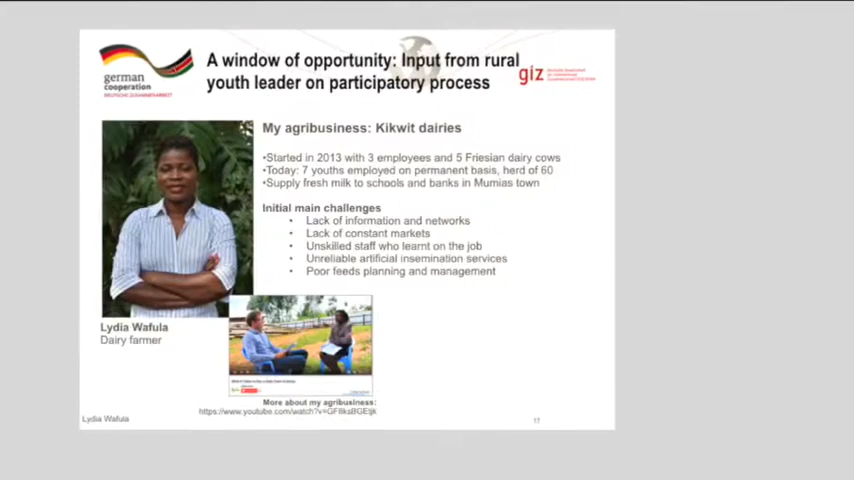 A window of opportunity: Input from rural
youth leader on participatory process
german
cooperation
DEUTSCHE ZUSAMMENARBEIT
giz
My agribusiness: Kikwit dairies
•Started in 2013 with 3 employees and 5 Friesian dairy cows
•Today: 7 youths employed on permanent basis, herd of 60
•Supply fresh milk to schools and banks in Mumias town
Initial main challenges
• Lack of information and networks
• Lack of constant markets
• Unskilled staff who learnt on the job
• Unreliable artificial insemination services
• Poor feeds planning and management
Lydia Wafula
Dairy farmer
More about my agribusiness:
Lydia Wafula
17